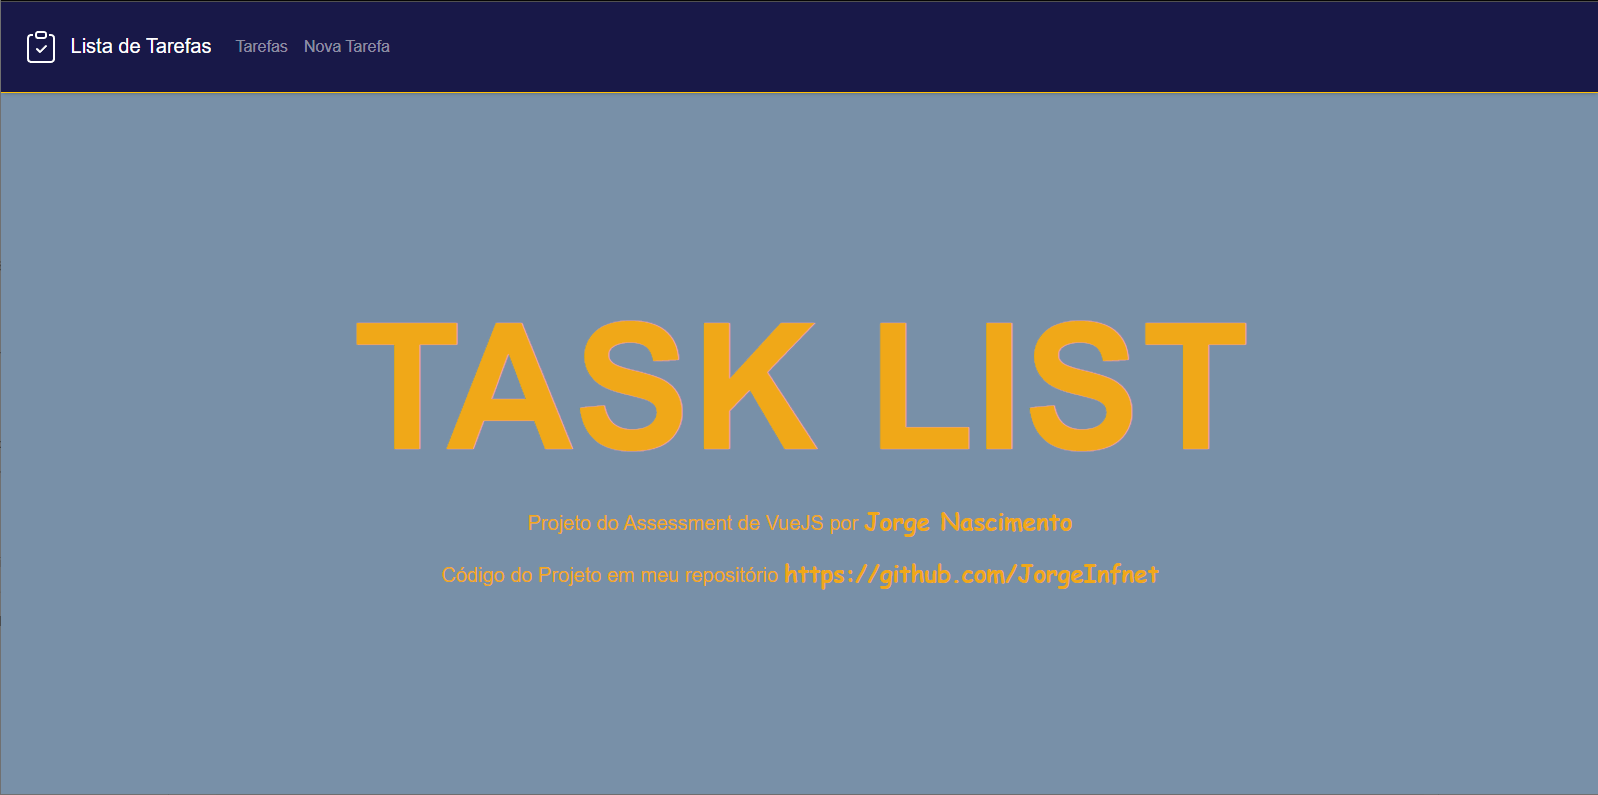 Lista de Tarefas Tarefas Nova Tarefa
TASK LIST
Projeto do Assessment de VueJS por Jorge Nascimento
Código do Projeto em meu repositório https://github.com/JorgeInfnet